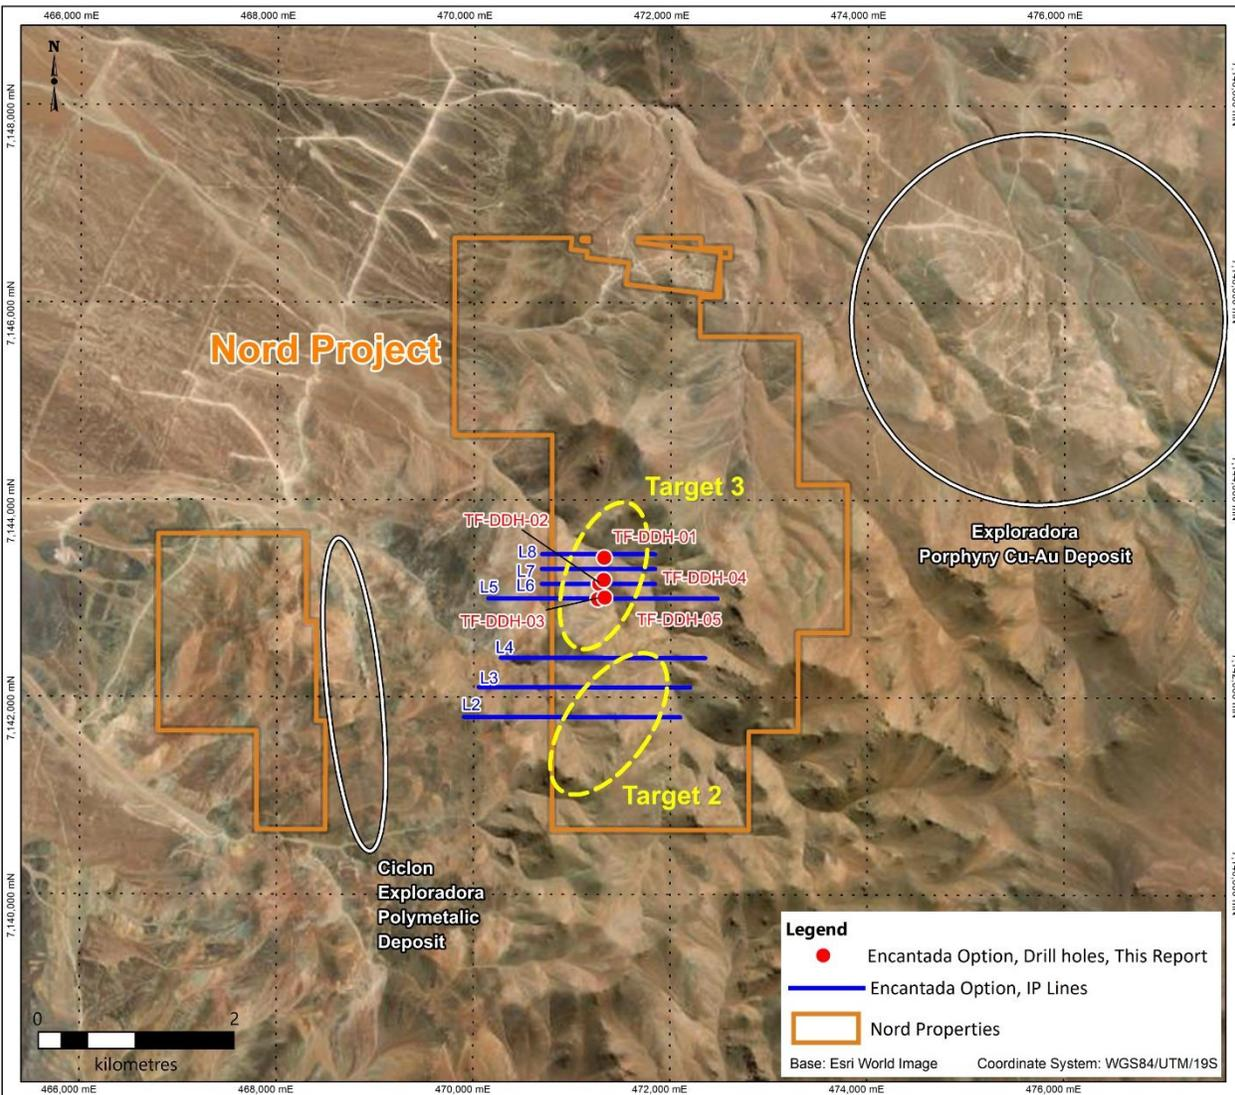 466,000 mE
468,000 mE
470,000 mE
472,000 mE
474,000 mE
476,000 mE
N
7,148,000 mN
7,146,000 mN
7,144,000 mN
7,142,000 mN
7,140,000 mN
Nord Project
Target 3
TF-DDH-02
TF-DDH-01
L8
L7
L6
L5
TF-DDH-04
TF-DDH-03
TF-DDH-05
L4
L3
L2
Target 2
Exploradora
Porphyry Cu-Au Deposit
Ciclon
Exploradora
Polymetalic
Deposit
0
2
kilometres
Legend
Encantada Option, Drill holes, This Report
Encantada Option, IP Lines
Nord Properties
Base: Esri World Image
Coordinate System: WGS84/UTM/19S
466,000 mE
468,000 mE
470,000 mE
472,000 mE
474,000 mE
476,000 mE